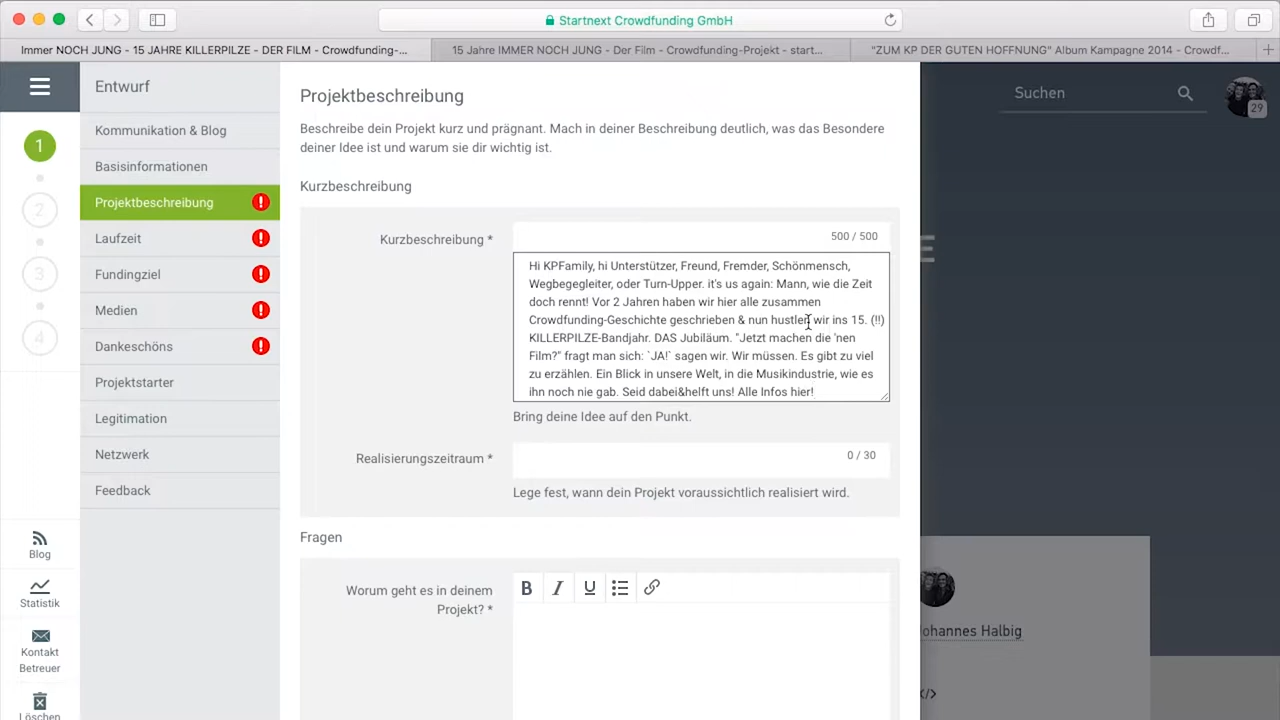 Startnext Crowdfunding GmbH
Immer NOCH JUNG - 15 JAHRE KILLERPILZE - DER FILM - Crowdfunding-...
15 Jahre IMMER NOCH JUNG - Der Film - Crowdfunding-Projekt - start...
"ZUM KP DER GUTEN HOFFNUNG" Album Kampagne 2014 - Crowdf...
Suchen
29
1
2
3
4
Blog
Statistik
Kontakt
Betreuer
Löschen
Entwurf
Kommunikation & Blog
Basisinformationen
Projektbeschreibung
Laufzeit
Fundingziel
Medien
Dankeschöns
Projektstarter
Legitimation
Netzwerk
Feedback
Projektbeschreibung
Beschreibe dein Projekt kurz und prägnant. Mach in deiner Beschreibung deutlich, was das Besondere
deiner Idee ist und warum sie dir wichtig ist.
Kurzbeschreibung
Kurzbeschreibung *
500 / 500
Hi KPFamily, hi Unterstützer, Freund, Fremder, Schönmensch,
Wegbegegleiter, oder Turn-Upper. it's us again: Mann, wie die Zeit
doch rennt! Vor 2 Jahren haben wir hier alle zusammen
Crowdfunding-Geschichte geschrieben & nun hustlen wir ins 15. (!!)
KILLERPILZE-Bandjahr. DAS Jubiläum. "Jetzt machen die 'nen
Film?" fragt man sich: `JA!` sagen wir. Wir müssen. Es gibt zu viel
zu erzählen. Ein Blick in unsere Welt, in die Musikindustrie, wie es
ihn noch nie gab. Seid dabei&helft uns! Alle Infos hier!
Bring deine Idee auf den Punkt.
Realisierungszeitraum *
0 / 30
Lege fest, wann dein Projekt voraussichtlich realisiert wird.
Fragen
Worum geht es in deinem
Projekt? *
B I U
ohannes Halbig
</>